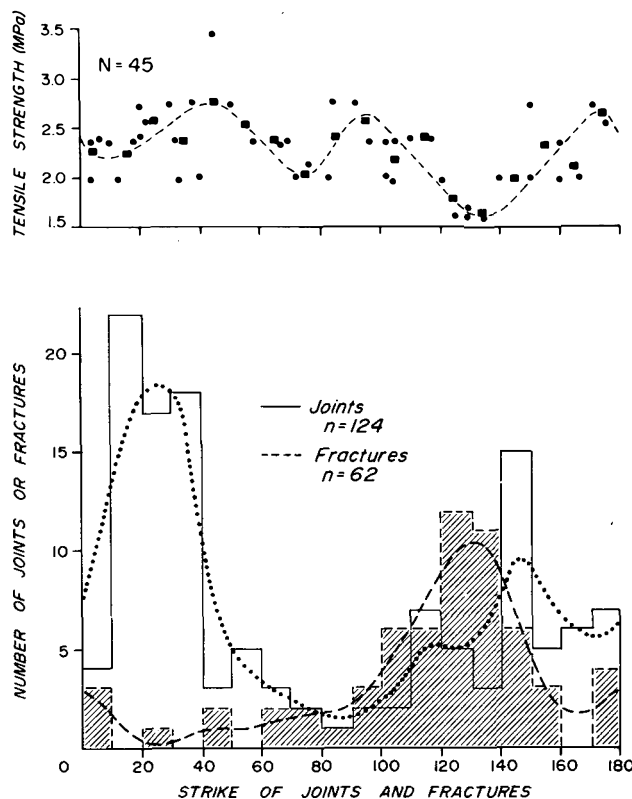 TENSILE STRENGTH (MPa)
3.5
3.0
2.5
2.0
1.5
N = 45
NUMBER OF JOINTS OR FRACTURES
20
15
10
5
Joints
n=124
Fractures
n=62
0 20 40 60 80 100 120 140 160 180
STRIKE OF JOINTS AND FRACTURES